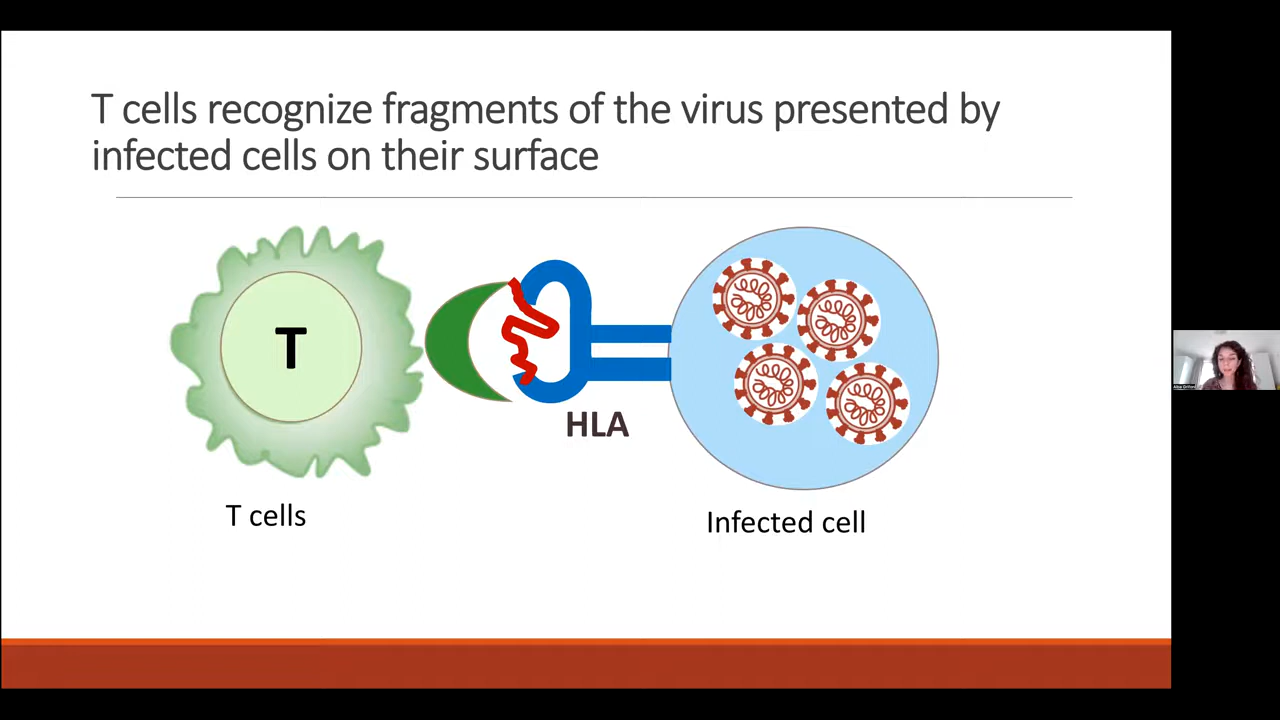 T cells recognize fragments of the virus presented by
infected cells on their surface
T
HLA
T cells
Infected cell